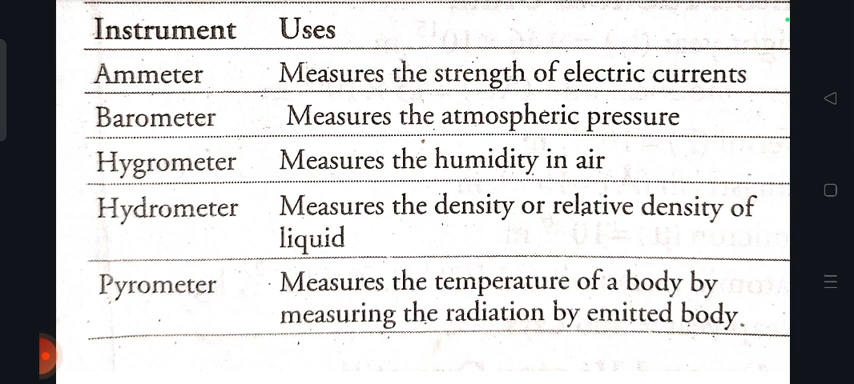 Instrument Uses
Ammeter Measures the strength of electric currents
Barometer Measures the atmospheric pressure
Hygrometer Measures the humidity in air
Hydrometer Measures the density or relative density of
liquid
Pyrometer Measures the temperature of a body by
measuring the radiation by emitted body.